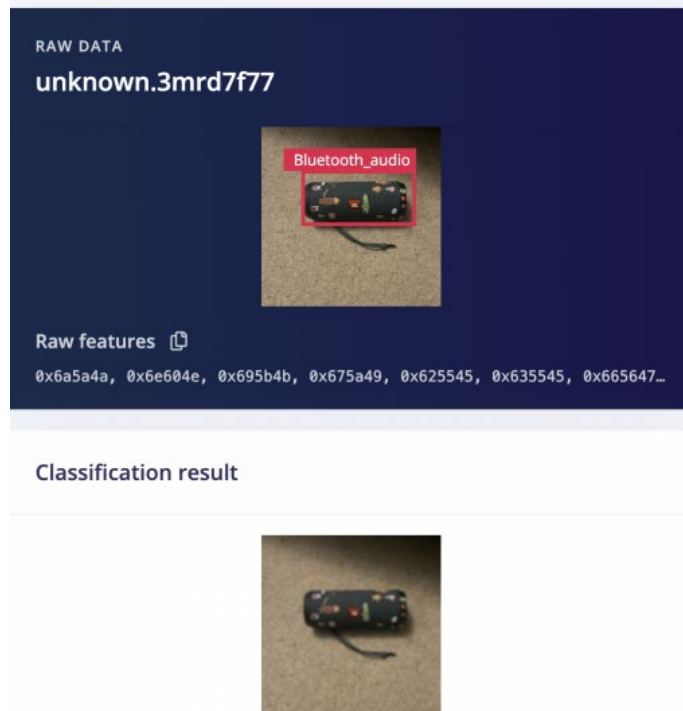 RAW DATA
unknown.3mrd7f77
Bluetooth_audio
Raw features
0x6a5a4a, 0x6e604e, 0x695b4b, 0x675a49, 0x625545, 0x635545, 0x665647…
Classification result